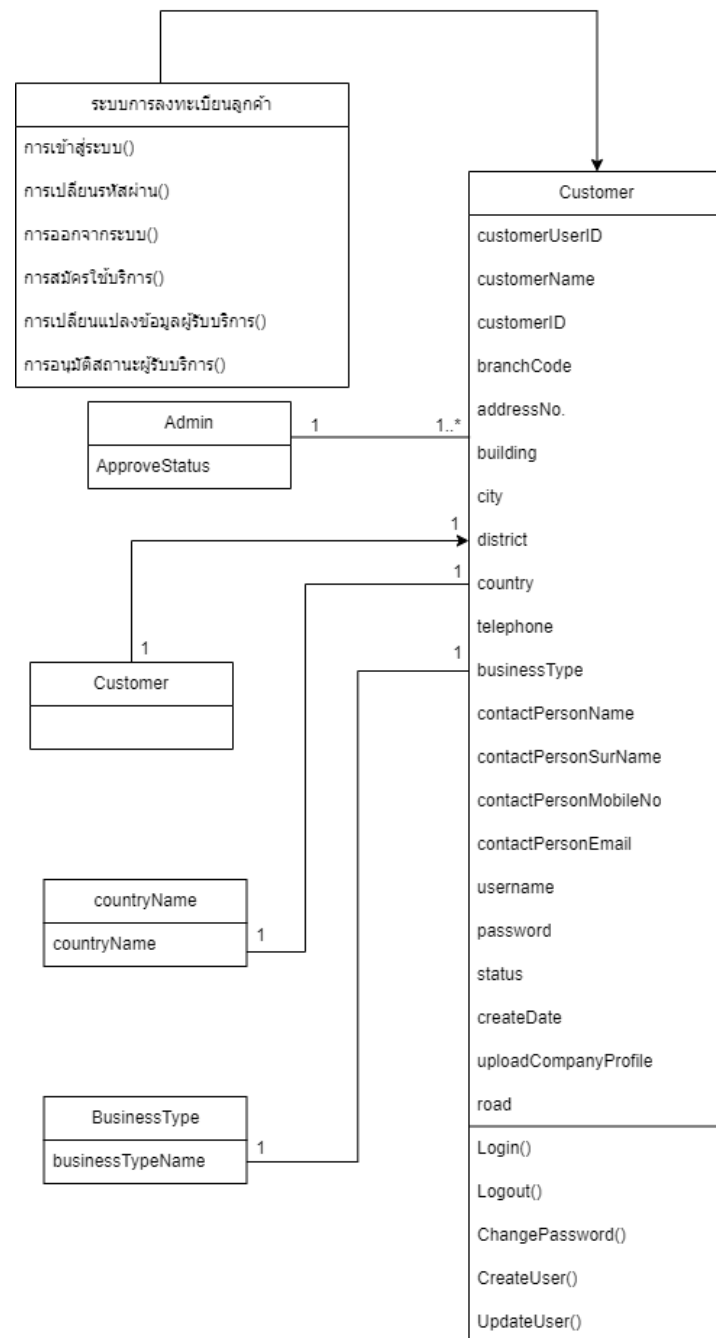 ระบบการลงทะเบียนลูกค้า
การเข้าสู่ระบบ()
การเปลี่ยนรหัสผ่าน()
การออกจากระบบ()
การสมัครใช้บริการ()
การเปลี่ยนแปลงข้อมูลผู้รับบริการ()
การอนุมัติสถานะผู้รับบริการ()
Admin
ApproveStatus
1
1..*
Customer
1
1
countryName
countryName
1
1
BusinessType
businessTypeName
1
1
Customer
customerUserID
customerName
customerID
branchCode
addressNo.
building
city
district
country
telephone
businessType
contactPersonName
contactPersonSurName
contactPersonMobileNo
contactPersonEmail
username
password
status
createDate
uploadCompanyProfile
road
Login()
Logout()
ChangePassword()
CreateUser()
UpdateUser()